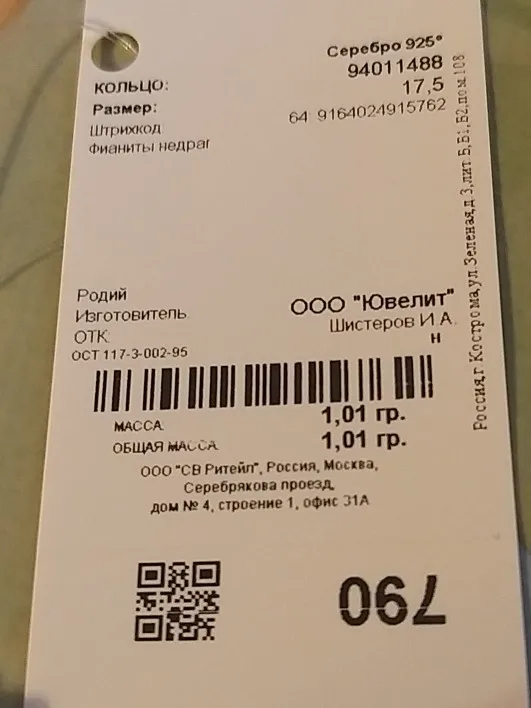 Серебро 925°
КОЛЬЦО: 94011488
Размер: 17,5
Штрихкод 64 9164024915762
Фианиты недраг
Родий
Изготовитель ООО "Ювелит"
ОТК: Шистеров И.А.
ОСТ 117-3-002-95 н
МАССА: 1,01 гр.
ОБЩАЯ МАССА: 1,01 гр.
ООО "СВ Ритейл", Россия, Москва,
Серебрякова проезд,
дом № 4, строение 1, офис 31А
790
Россия,г Кострома,ул Зеленая,д 3,лит Б,Б1,Б2,пом.108